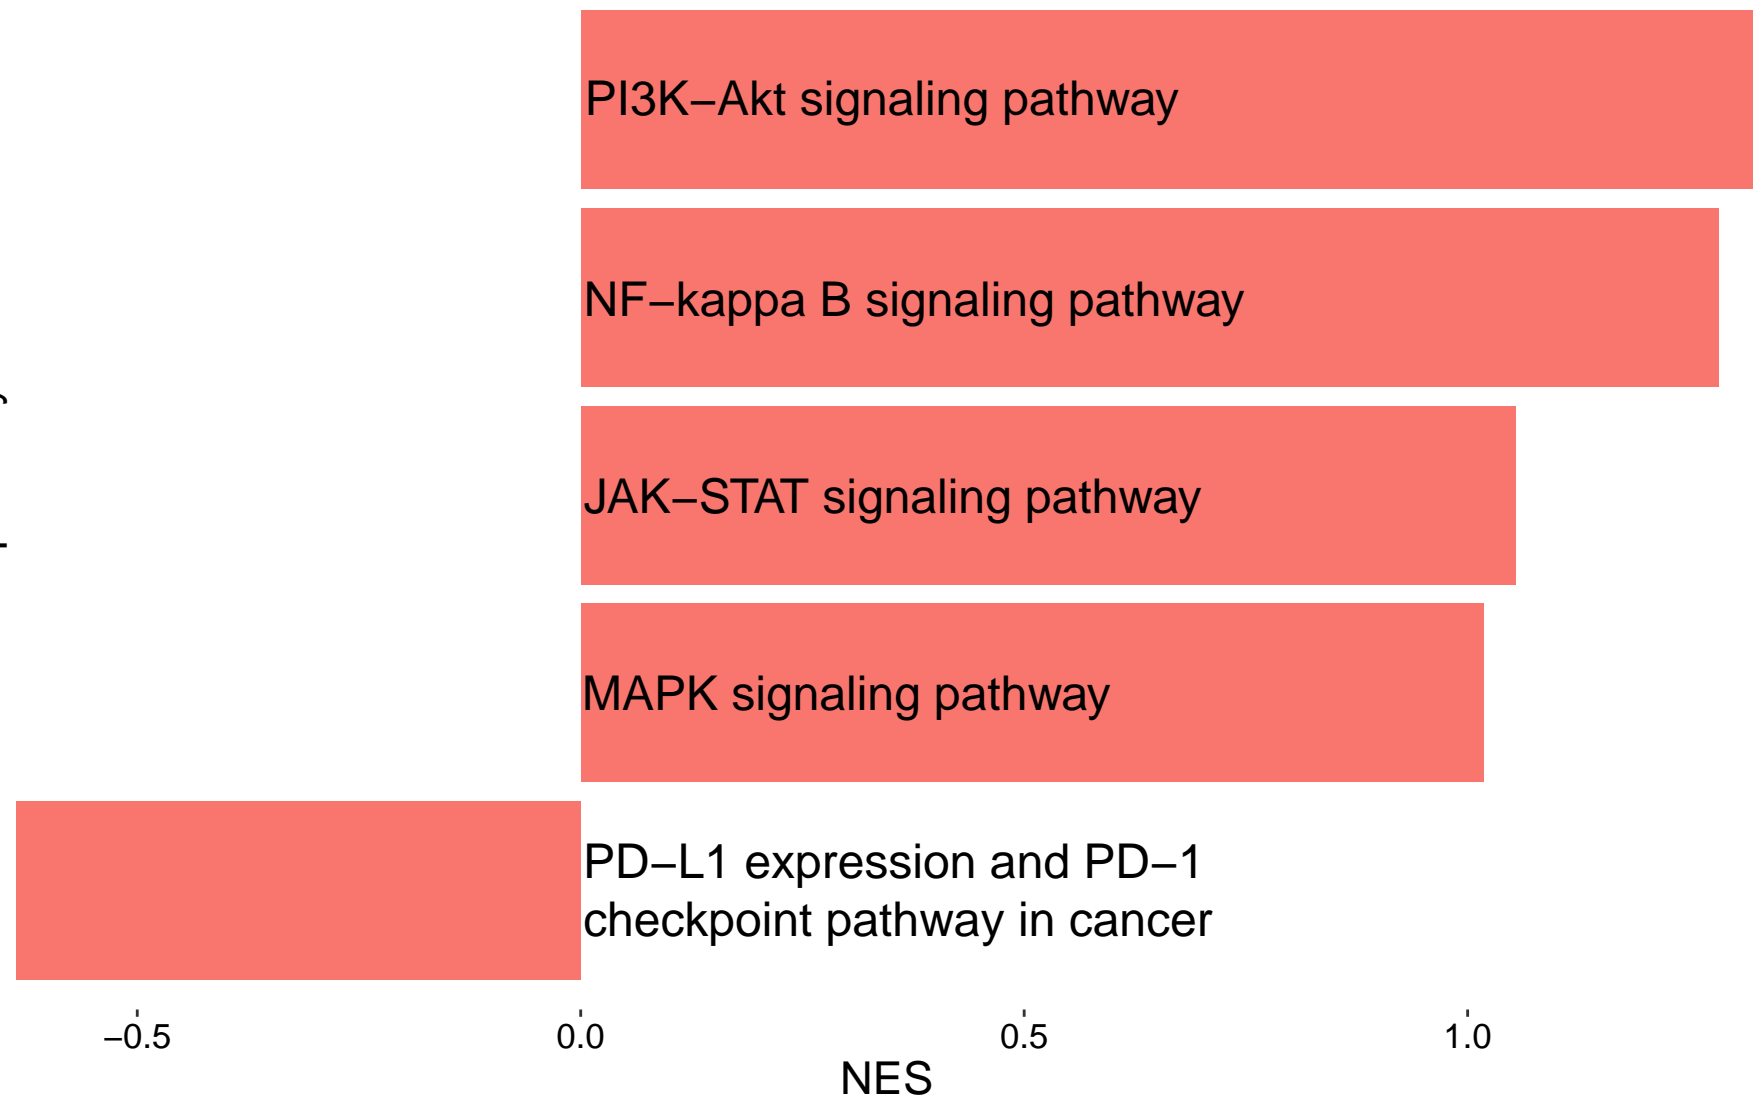 PI3K−Akt signaling pathway
NF−kappa B signaling pathway
JAK−STAT signaling pathway
MAPK signaling pathway
PD−L1 expression and PD−1
checkpoint pathway in cancer
−0.5 0.0 0.5 1.0
NES